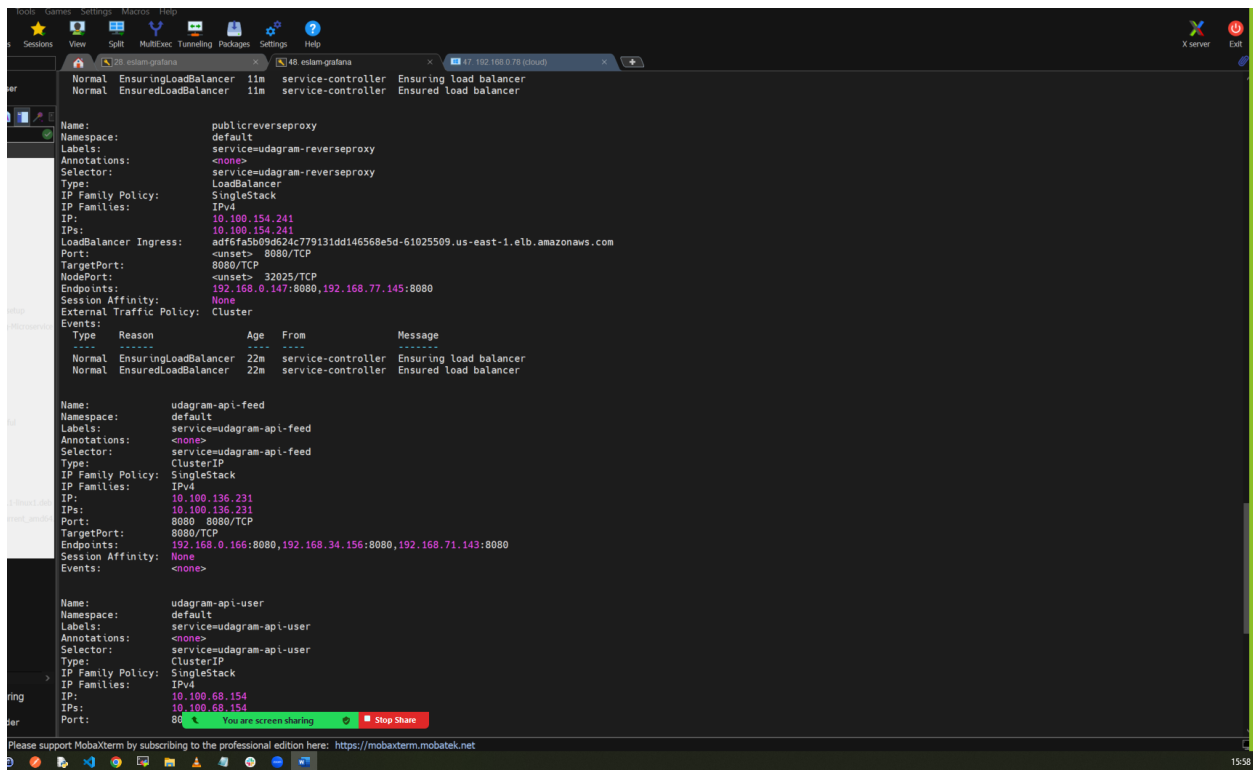 Tools Games Settings Macros Help
Sessions View Split MultiExec Tunneling Packages Settings Help X server Exit
28. eslam-grafana 48. eslam-grafana 47. 192.168.0.78 (cloud)
Normal EnsuringLoadBalancer 11m service-controller Ensuring load balancer
Normal EnsuredLoadBalancer 11m service-controller Ensured load balancer
Name: publicreverseproxy
Namespace: default
Labels: service=udagram-reverseproxy
Annotations: <none>
Selector: service=udagram-reverseproxy
Type: LoadBalancer
IP Family Policy: SingleStack
IP Families: IPv4
IP: 10.100.154.241
IPs: 10.100.154.241
LoadBalancer Ingress: adf6fa5b09d624c779131dd146568e5d-61025509.us-east-1.elb.amazonaws.com
Port: <unset> 8080/TCP
TargetPort: 8080/TCP
NodePort: <unset> 32025/TCP
Endpoints: 192.168.0.147:8080,192.168.77.145:8080
Session Affinity: None
External Traffic Policy: Cluster
Events:
Type Reason Age From Message
---- ------ ---- ---- -------
Normal EnsuringLoadBalancer 22m service-controller Ensuring load balancer
Normal EnsuredLoadBalancer 22m service-controller Ensured load balancer
Name: udagram-api-feed
Namespace: default
Labels: service=udagram-api-feed
Annotations: <none>
Selector: service=udagram-api-feed
Type: ClusterIP
IP Family Policy: SingleStack
IP Families: IPv4
IP: 10.100.136.231
IPs: 10.100.136.231
Port: 8080 8080/TCP
TargetPort: 8080/TCP
Endpoints: 192.168.0.166:8080,192.168.34.156:8080,192.168.71.143:8080
Session Affinity: None
Events: <none>
Name: udagram-api-user
Namespace: default
Labels: service=udagram-api-user
Annotations: <none>
Selector: service=udagram-api-user
Type: ClusterIP
IP Family Policy: SingleStack
IP Families: IPv4
IP: 10.100.68.154
IPs: 10.100.68.154
Port: 80
You are screen sharing Stop Share
Please support MobaXterm by subscribing to the professional edition here: https://mobaxterm.mobatek.net
15:58